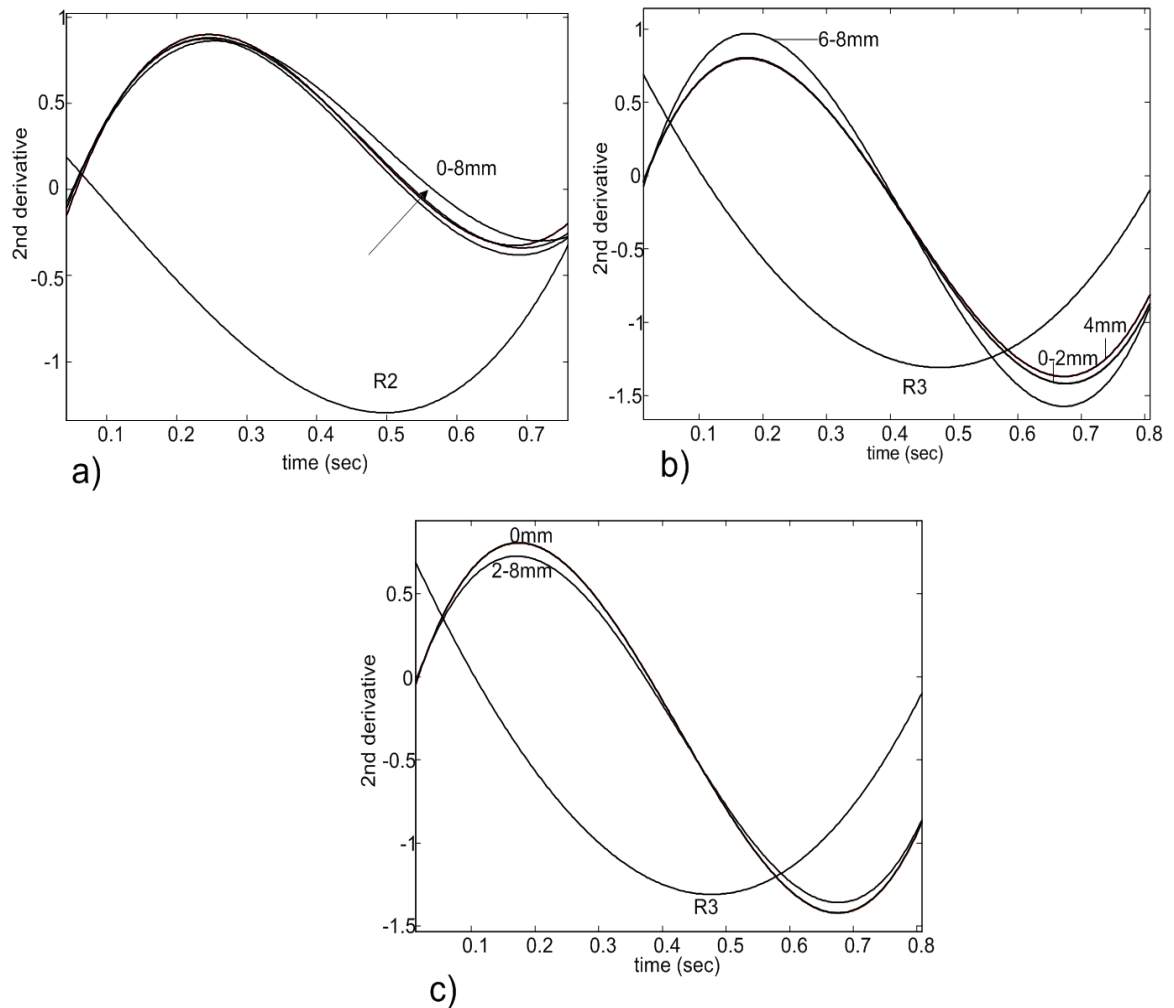 1
0.5
0
-0.5
-1
2nd derivative
0-8mm
R2
0.1 0.2 0.3 0.4 0.5 0.6 0.7
time (sec)
a)
1
0.5
0
-0.5
-1
-1.5
2nd derivative
6-8mm
4mm
0-2mm
R3
0.1 0.2 0.3 0.4 0.5 0.6 0.7 0.8
time (sec)
b)
0.5
0
-0.5
-1
-1.5
2nd derivative
0mm
2-8mm
R3
0.1 0.2 0.3 0.4 0.5 0.6 0.7 0.8
time (sec)
c)